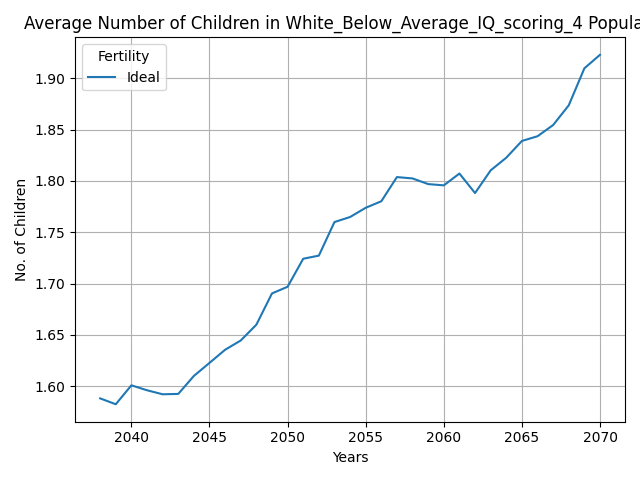 Average Number of Children in White_Below_Average_IQ_scoring_4 Popula
Fertility
Ideal
No. of Children
1.90
1.85
1.80
1.75
1.70
1.65
1.60
2040 2045 2050 2055 2060 2065 2070
Years